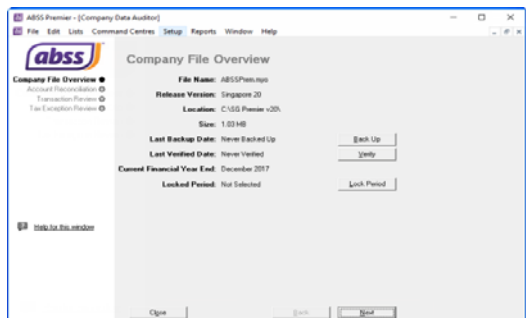 ABSS Premier - [Company Data Auditor]
File Edit Lists Command Centres Setup Reports Window Help
abss
Company File Overview
Company File Overview
Account Reconciliation
Transaction Review
Tax Exception Review
File Name: ABSSPrem.myo
Release Version: Singapore 20
Location: C:\SG Premier v20\
Size: 1.03 MB
Last Backup Date: Never Backed Up Back Up
Last Verified Date: Never Verified Verify
Current Financial Year End: December 2017
Locked Period: Not Selected Lock Period
Help for this window
Close Back Next